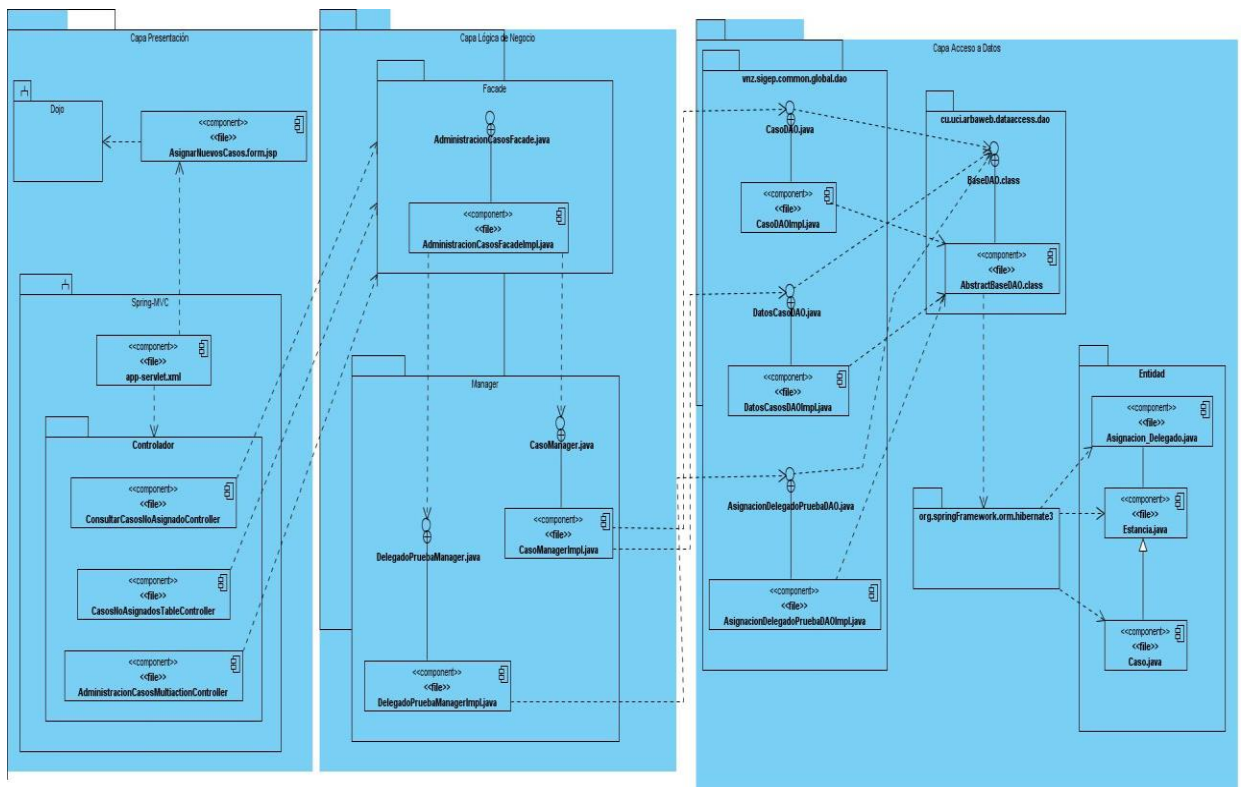 Capa Presentación
Dojo
<<component>>
<<file>>
AsignarNuevosCasos.form.jsp
Spring-MVC
<<component>>
<<file>>
app-servlet.xml
Controlador
<<component>>
<<file>>
ConsultarCasosNoAsignadoController
<<component>>
<<file>>
CasosNoAsignadosTableController
<<component>>
<<file>>
AdministracionCasosMultiactionController
Capa Lógica de Negocio
Facade
AdministracionCasosFacade.java
<<component>>
<<file>>
AdministracionCasosFacadeImpl.java
Manager
CasoManager.java
<<component>>
<<file>>
CasoManagerImpl.java
DelegadoPruebaManager.java
<<component>>
<<file>>
DelegadoPruebaManagerImpl.java
Capa Acceso a Datos
vnz.sigep.common.global.dao
CasoDAO.java
<<component>>
<<file>>
CasoDAOImpl.java
DatosCasoDAO.java
<<component>>
<<file>>
DatosCasosDAOImpl.java
AsignacionDelegadoPruebaDAO.java
<<component>>
<<file>>
AsignacionDelegadoPruebaDAOImpl.java
cu.uci.arbaweb.dataaccess.dao
BaseDAO.class
<<component>>
<<file>>
AbstractBaseDAO.class
org.springFramework.orm.hibernate3
Entidad
<<component>>
<<file>>
Asignacion_Delegado.java
<<component>>
<<file>>
Estancia.java
<<component>>
<<file>>
Caso.java